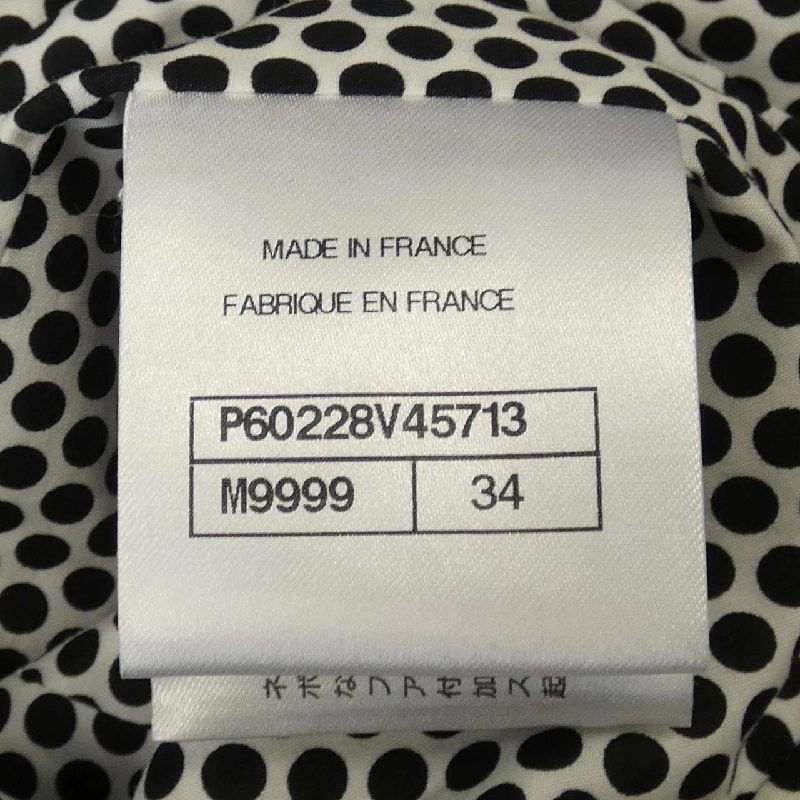 MADE IN FRANCE
FABRIQUE EN FRANCE
P60228V45713
M9999 34